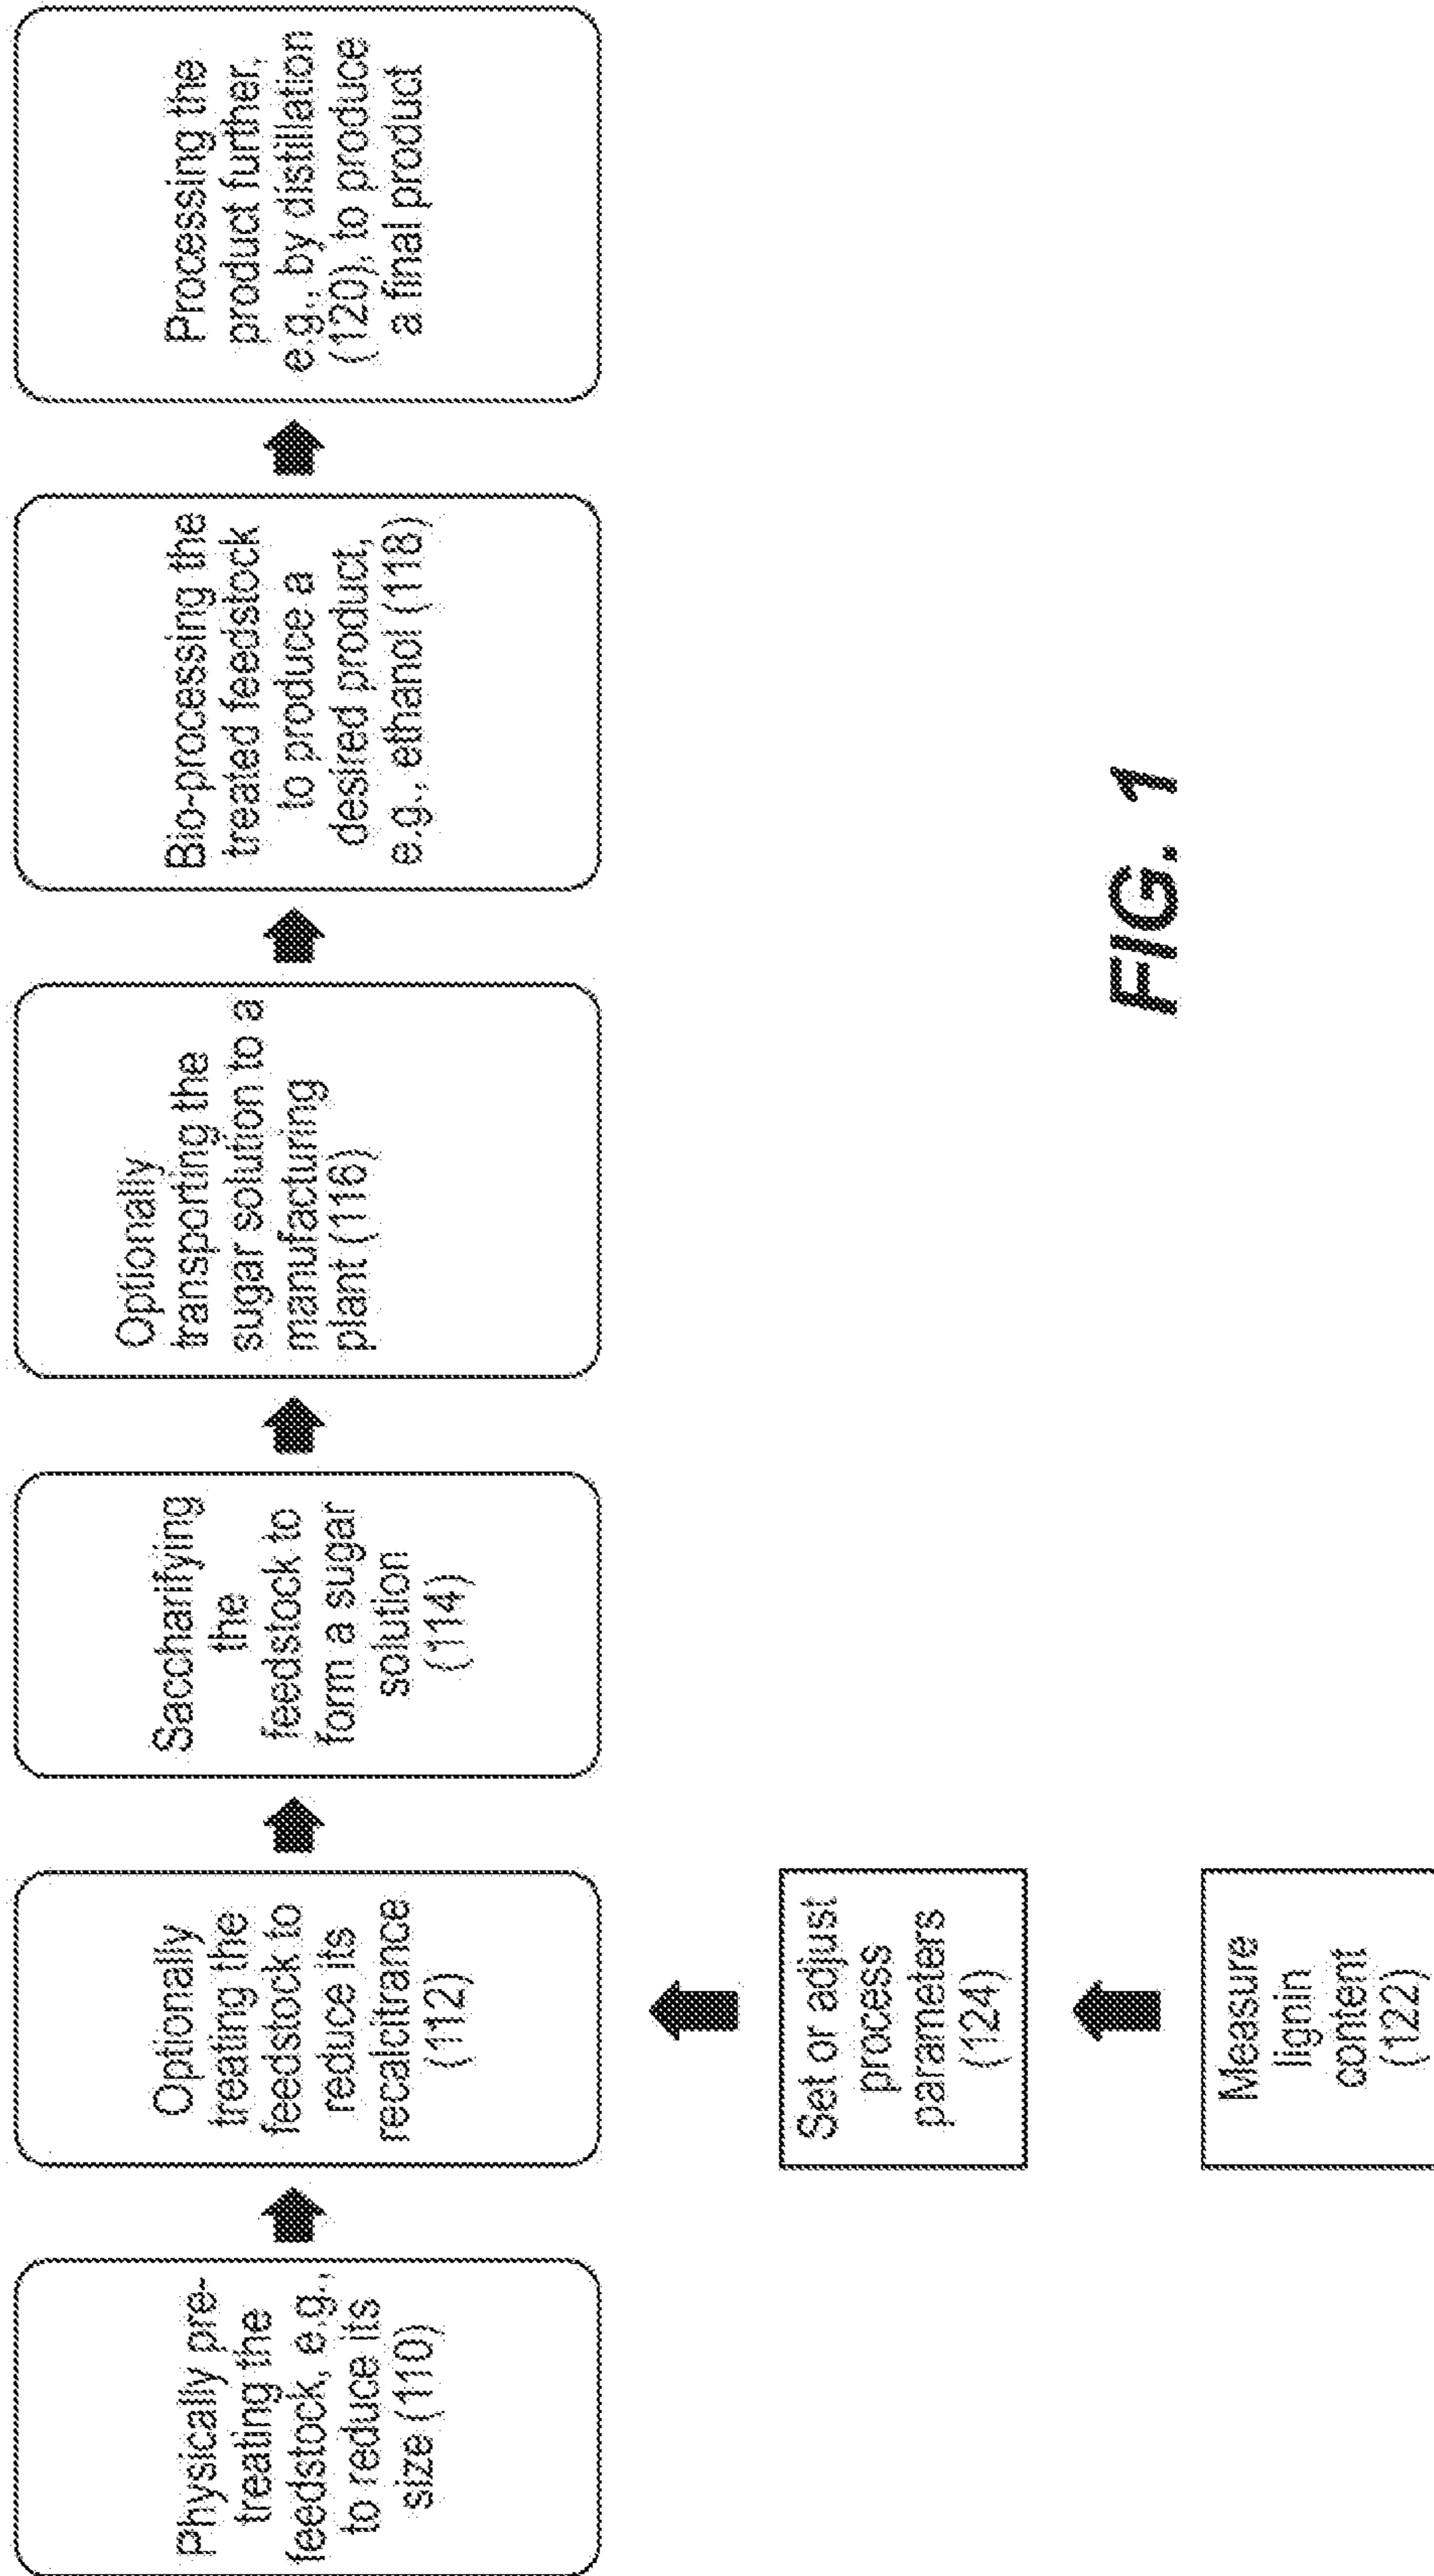 Physically pre-
treating the
feedstock, e.g.,
to reduce its
size (110)
Optionally
treating the
feedstock to
reduce its
recalcitrance
(112)
Saccharifying
the
feedstock to
form a sugar
solution
(114)
Optionally
transporting the
sugar solution to a
manufacturing
plant (116)
Bio-processing the
treated feedstock
to produce a
desired product,
e.g., ethanol (118)
Processing the
product further,
e.g., by distillation
(120), to produce
a final product
Set or adjust
process
parameters
(124)
Measure
lignin
content
(122)
FIG. 1